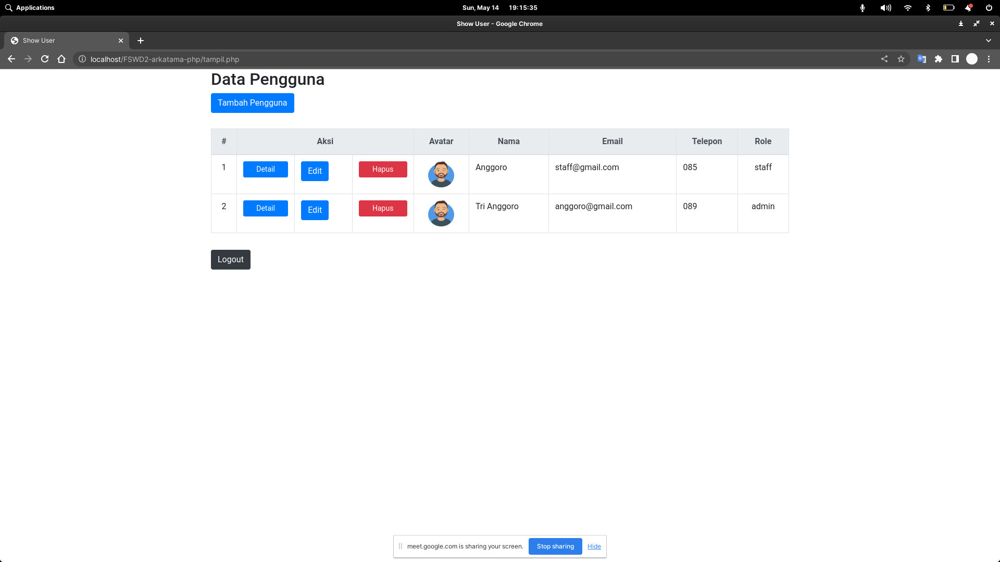 Applications
Sun, May 14 19:15:35
Show User - Google Chrome
Show User
localhost/FSWD2-arkatama-php/tampil.php
Data Pengguna
Tambah Pengguna
# Aksi Avatar Nama Email Telepon Role
1 Detail Edit Hapus Anggoro staff@gmail.com 085 staff
2 Detail Edit Hapus Tri Anggoro anggoro@gmail.com 089 admin
Logout
meet.google.com is sharing your screen. Stop sharing Hide